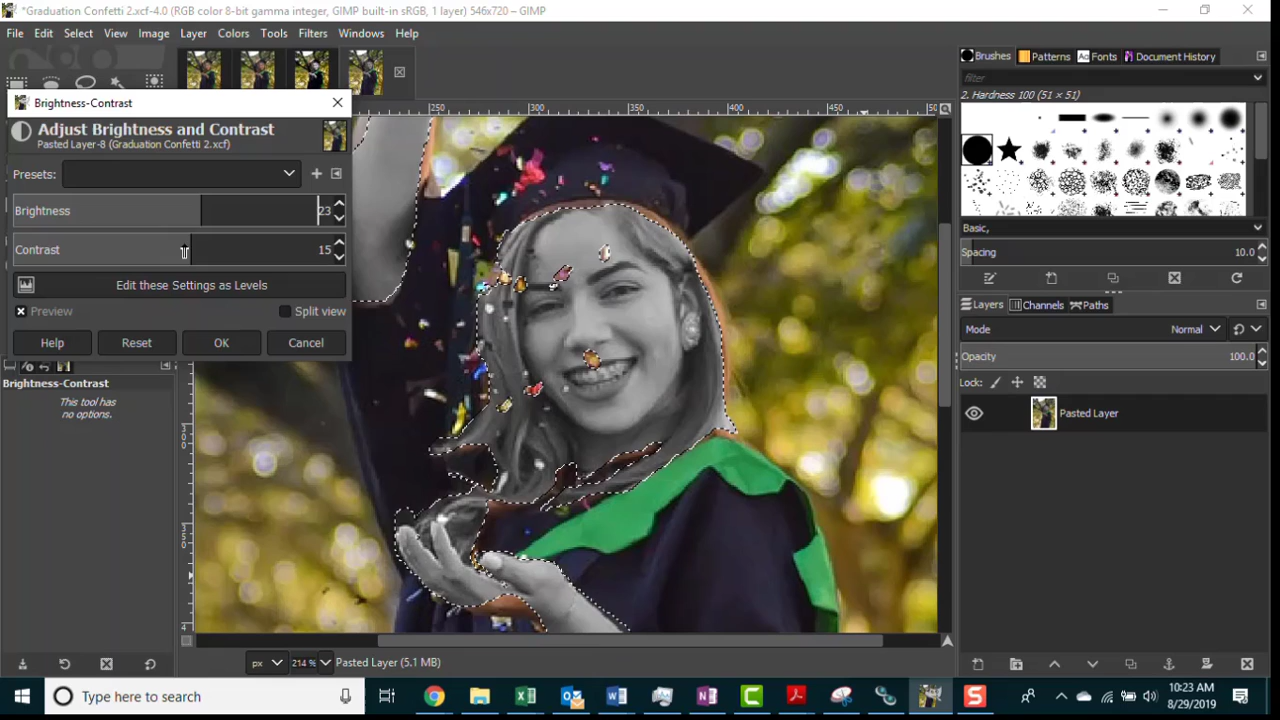 *Graduation Confetti 2.xcf-4.0 (RGB color 8-bit gamma integer, GIMP built-in sRGB, 1 layer) 546x720 – GIMP
File Edit Select View Image Layer Colors Tools Filters Windows Help
Brushes Patterns Fonts Document History
filter
2. Hardness 100 (51 × 51)
Brightness-Contrast
Adjust Brightness and Contrast
Pasted Layer-8 (Graduation Confetti 2.xcf)
Presets:
Brightness 23
Contrast 15
Edit these Settings as Levels
Preview Split view
Help Reset OK Cancel
Brightness-Contrast
This tool has
no options.
250 300 350 400 450 50
300
350
4
Basic,
Spacing 10.0
Layers Channels Paths
Mode Normal
Opacity 100.0
Lock:
Pasted Layer
px 214 % Pasted Layer (5.1 MB)
Type here to search
10:23 AM
8/29/2019